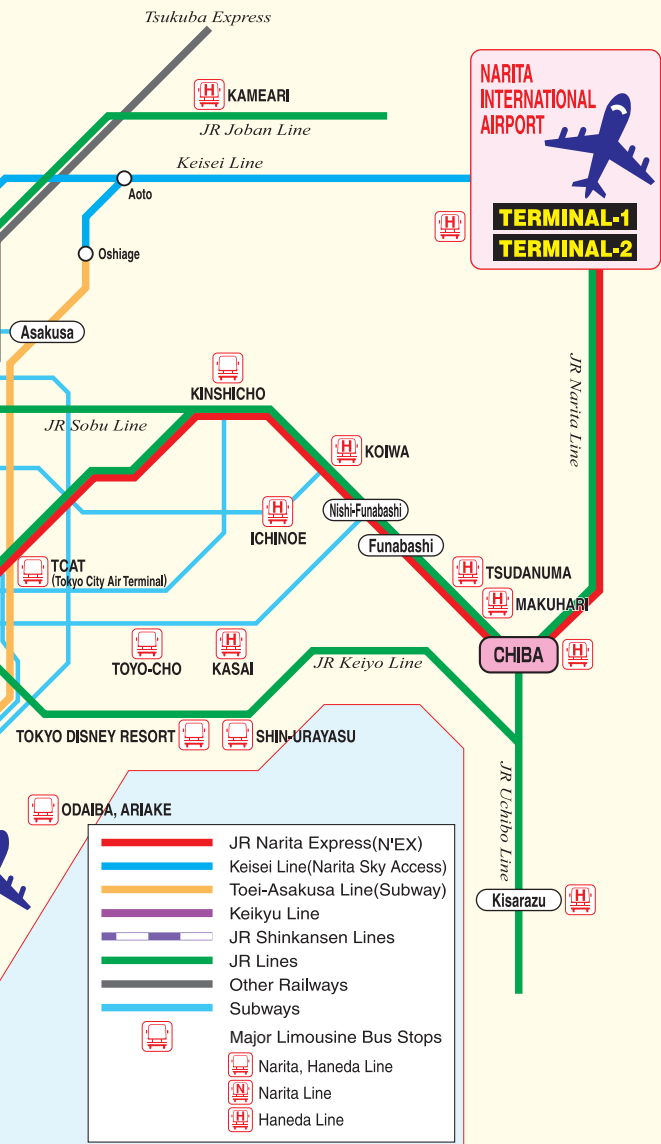 Tsukuba Express
H KAMEARI
JR Joban Line
Keisei Line
NARITA
INTERNATIONAL
AIRPORT
TERMINAL-1
TERMINAL-2
H
Aoto
Oshiage
Asakusa
KINSHICHO
JR Sobu Line
JR Narita Line
H KOIWA
H
ICHINOE
Nishi-Funabashi
Funabashi
TCAT
(Tokyo City Air Terminal)
H TSUDANUMA
H MAKUHARI
CHIBA H
TOYO-CHO
H
KASAI
JR Keiyo Line
TOKYO DISNEY RESORT
SHIN-URAYASU
JR Uchibo Line
ODAIBA, ARIAKE
Kisarazu H
JR Narita Express(N'EX)
Keisei Line(Narita Sky Access)
Toei-Asakusa Line(Subway)
Keikyu Line
JR Shinkansen Lines
JR Lines
Other Railways
Subways
Major Limousine Bus Stops
Narita, Haneda Line
N Narita Line
H Haneda Line